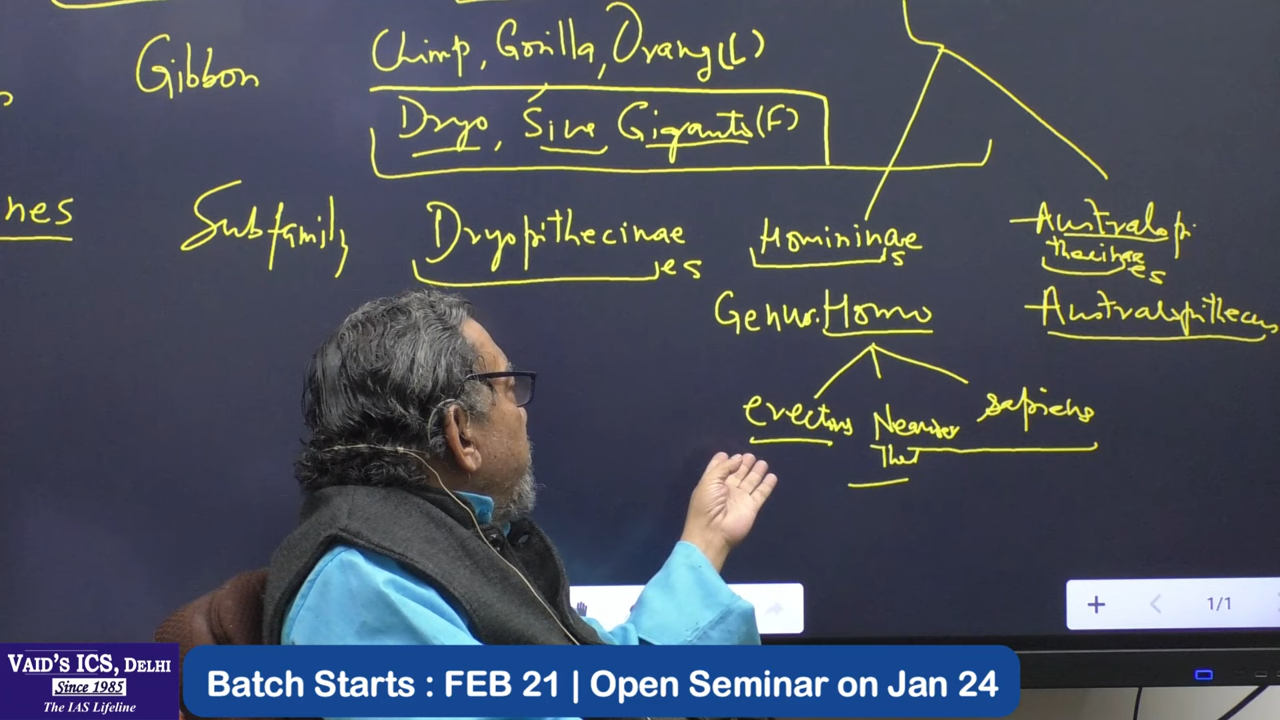 Gibbon
Chimp, Gorilla, Orang(L)
Dryo, Siva Giganto(F)
nes
Subfamily
Dryopithecinae
es
Homininae
s
Australopi
thecinae
es
Genus. Homo
Australopithecus
erectus
Neander
Thal
sapiens
+ < 1/1
VAID'S ICS, DELHI
Since 1985
The IAS Lifeline
Batch Starts : FEB 21 | Open Seminar on Jan 24